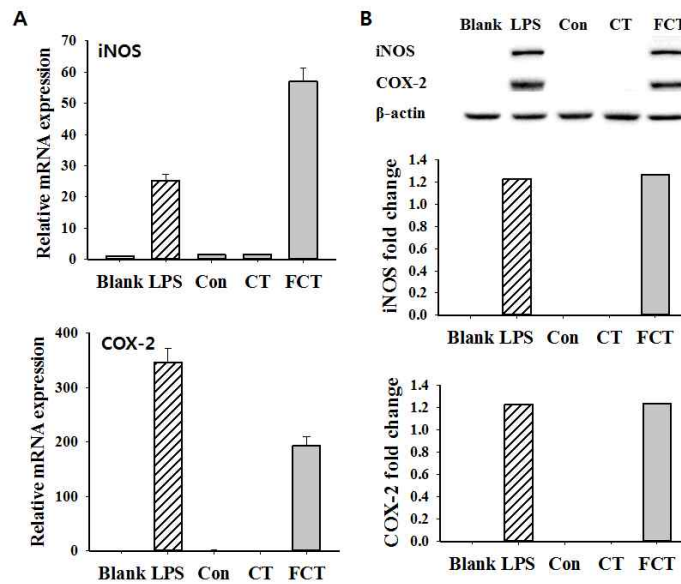 A
iNOS
Relative mRNA expression
70
60
50
40
30
20
10
0
Blank LPS Con CT FCT
COX-2
Relative mRNA expression
400
300
200
100
0
Blank LPS Con CT FCT
B
Blank LPS Con CT FCT
iNOS
COX-2
β-actin
iNOS fold change
1.4
1.2
1.0
0.8
0.6
0.4
0.2
0.0
Blank LPS Con CT FCT
COX-2 fold change
1.4
1.2
1.0
0.8
0.6
0.4
0.2
0.0
Blank LPS Con CT FCT